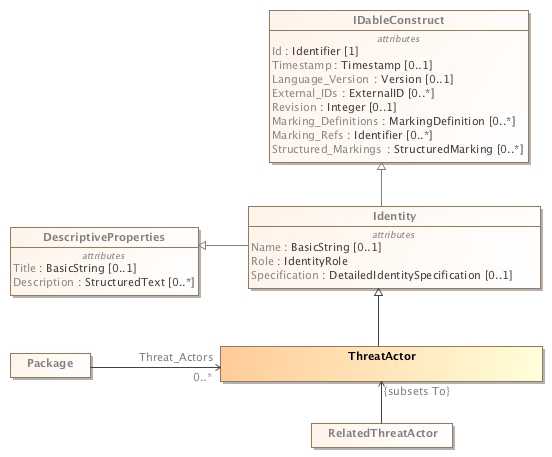 IDableConstruct
attributes
Id : Identifier [1]
Timestamp : Timestamp [0..1]
Language_Version : Version [0..1]
External_IDs : ExternalID [0..*]
Revision : Integer [0..1]
Marking_Definitions : MarkingDefinition [0..*]
Marking_Refs : Identifier [0..*]
Structured_Markings : StructuredMarking [0..*]
Identity
attributes
Name : BasicString [0..1]
Role : IdentityRole
Specification : DetailedIdentitySpecification [0..1]
DescriptiveProperties
attributes
Title : BasicString [0..1]
Description : StructuredText [0..*]
Package
Threat_Actors
0..*
ThreatActor
{subsets To}
RelatedThreatActor